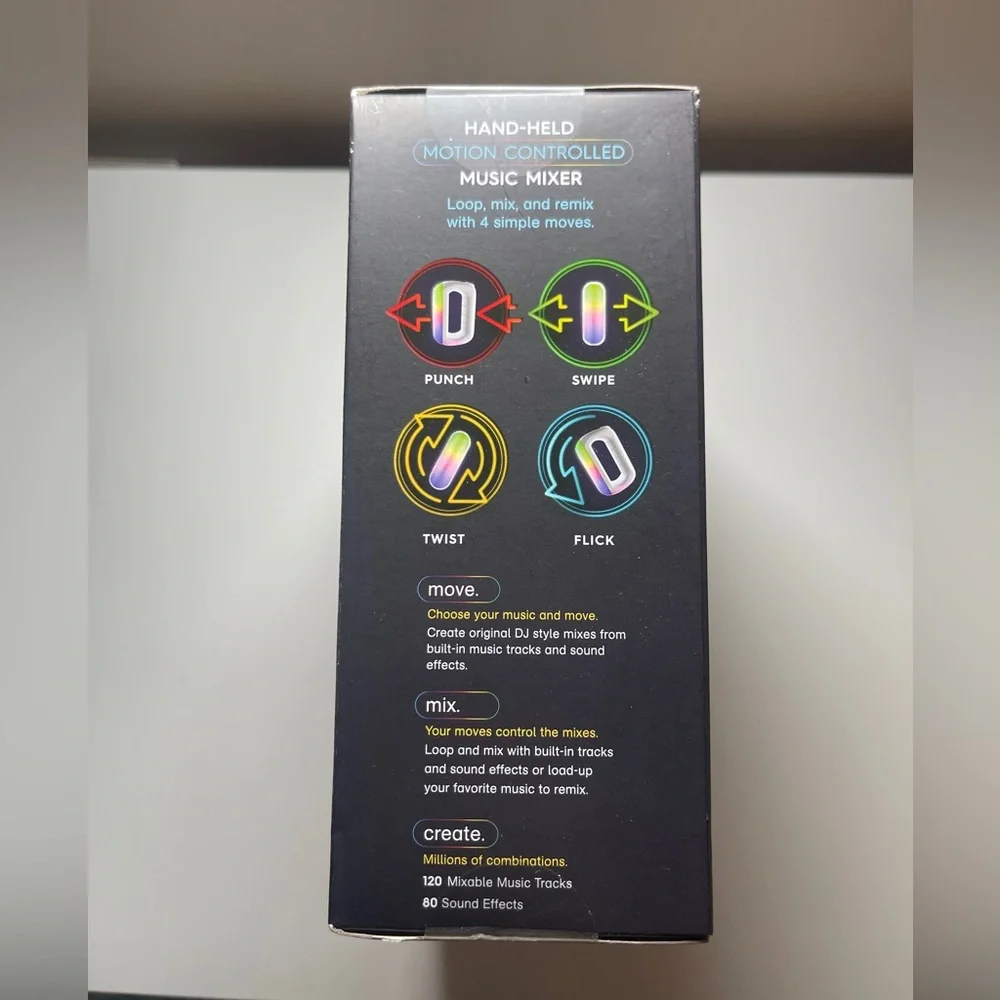 HAND-HELD
MOTION CONTROLLED
MUSIC MIXER
Loop, mix, and remix
with 4 simple moves.
PUNCH
SWIPE
TWIST
FLICK
move.
Choose your music and move.
Create original DJ style mixes from
built-in music tracks and sound
effects.
mix.
Your moves control the mixes.
Loop and mix with built-in tracks
and sound effects or load-up
your favorite music to remix.
create.
Millions of combinations.
120 Mixable Music Tracks
80 Sound Effects